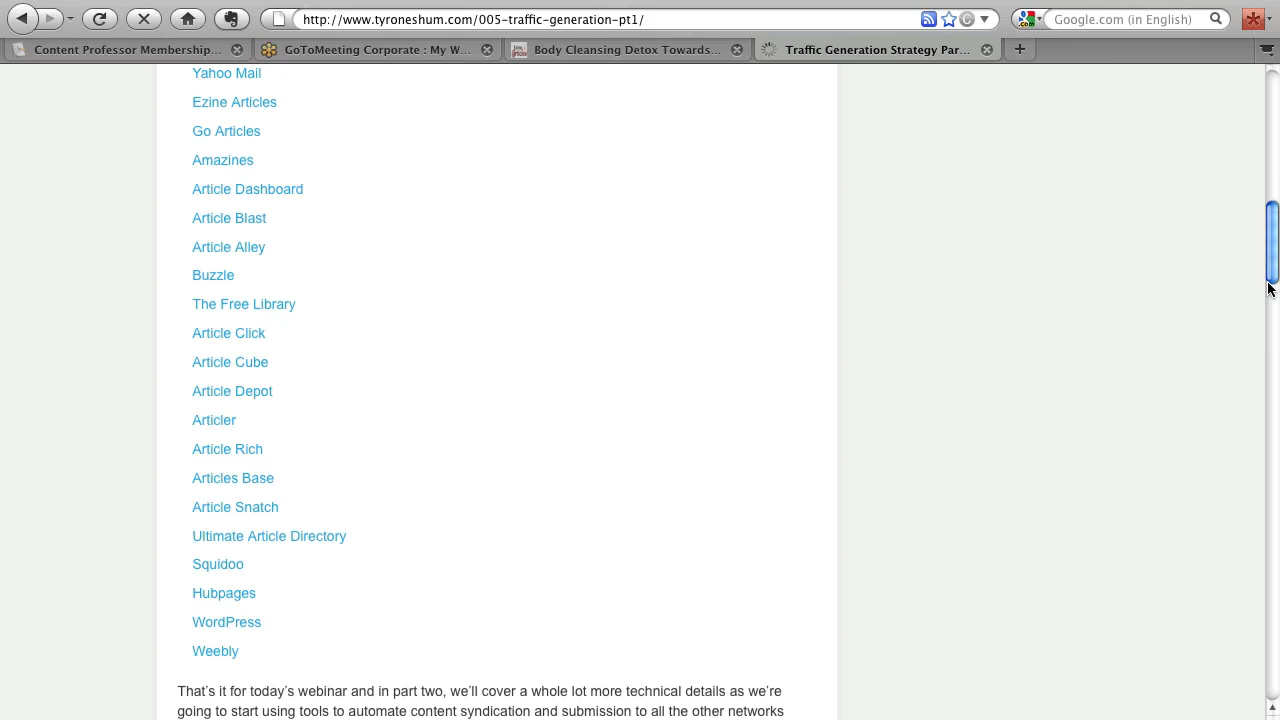 http://www.tyroneshum.com/005-traffic-generation-pt1/
Google.com (in English)
Content Professor Membership...
GoToMeeting Corporate : My W...
Body Cleansing Detox Towards...
Traffic Generation Strategy Par...
Yahoo Mail
Ezine Articles
Go Articles
Amazines
Article Dashboard
Article Blast
Article Alley
Buzzle
The Free Library
Article Click
Article Cube
Article Depot
Articler
Article Rich
Articles Base
Article Snatch
Ultimate Article Directory
Squidoo
Hubpages
WordPress
Weebly
That's it for today's webinar and in part two, we'll cover a whole lot more technical details as we're
going to start using tools to automate content syndication and submission to all the other networks